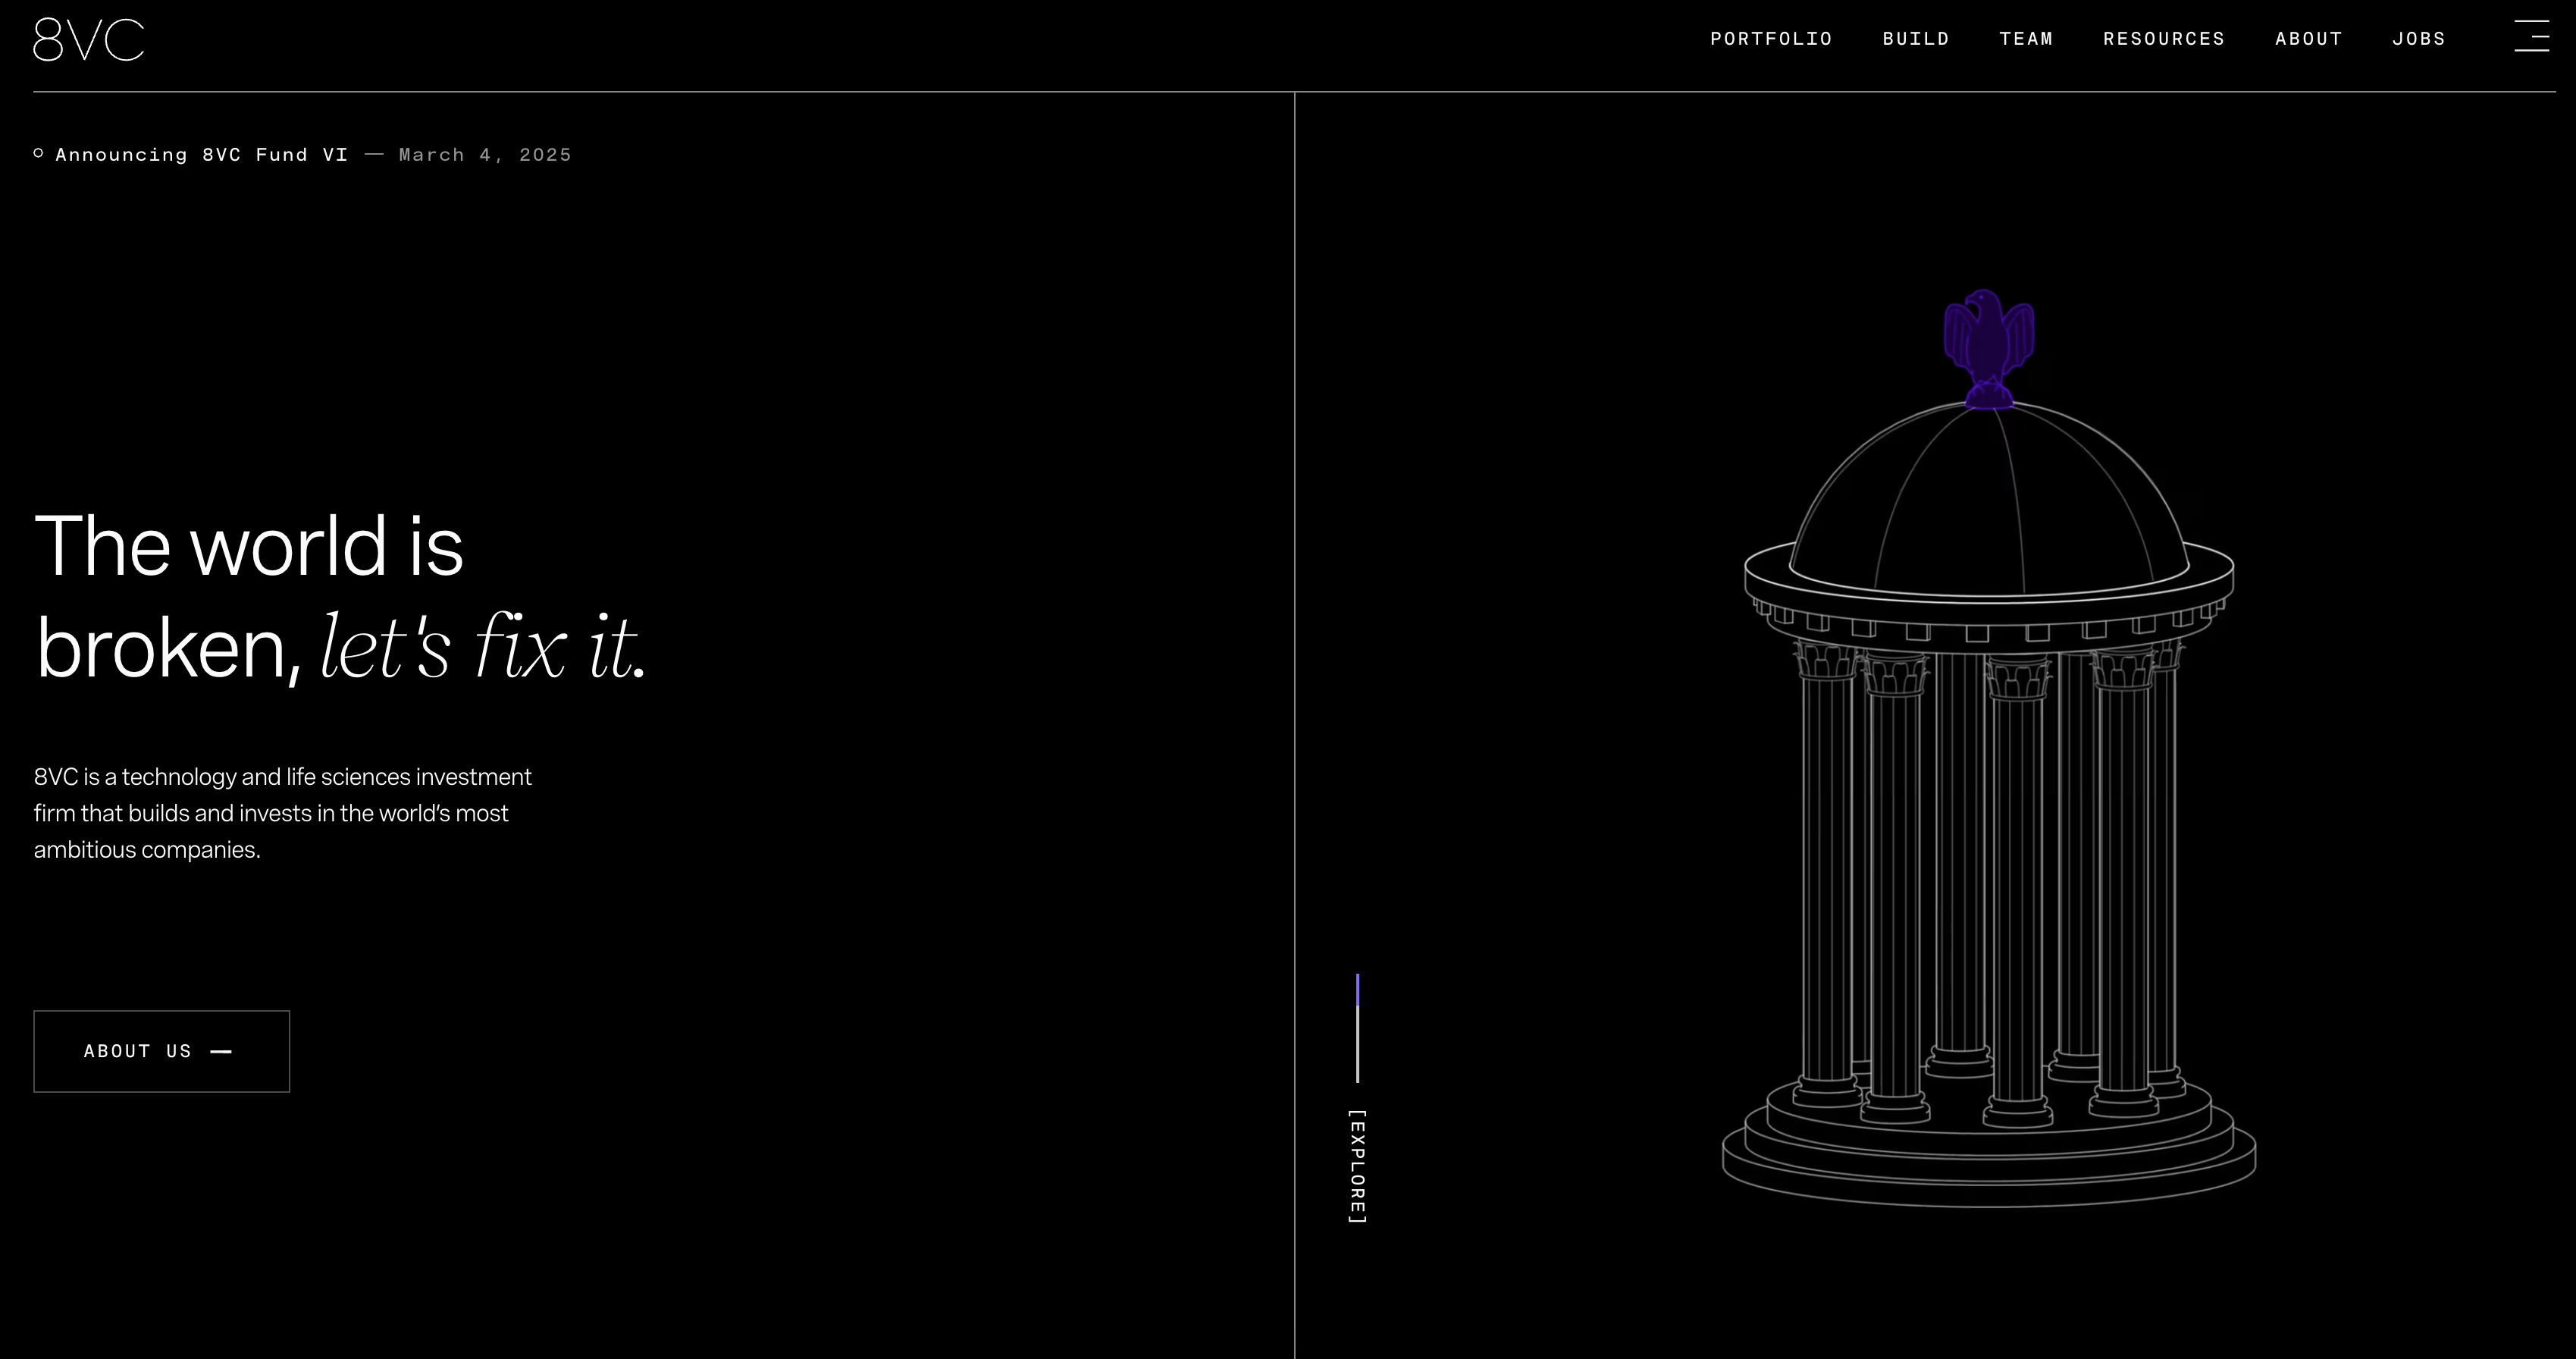 8VC
PORTFOLIO BUILD TEAM RESOURCES ABOUT JOBS
Announcing 8VC Fund VI — March 4, 2025
The world is
broken, let's fix it.
8VC is a technology and life sciences investment
firm that builds and invests in the world’s most
ambitious companies.
ABOUT US —
[EXPLORE]